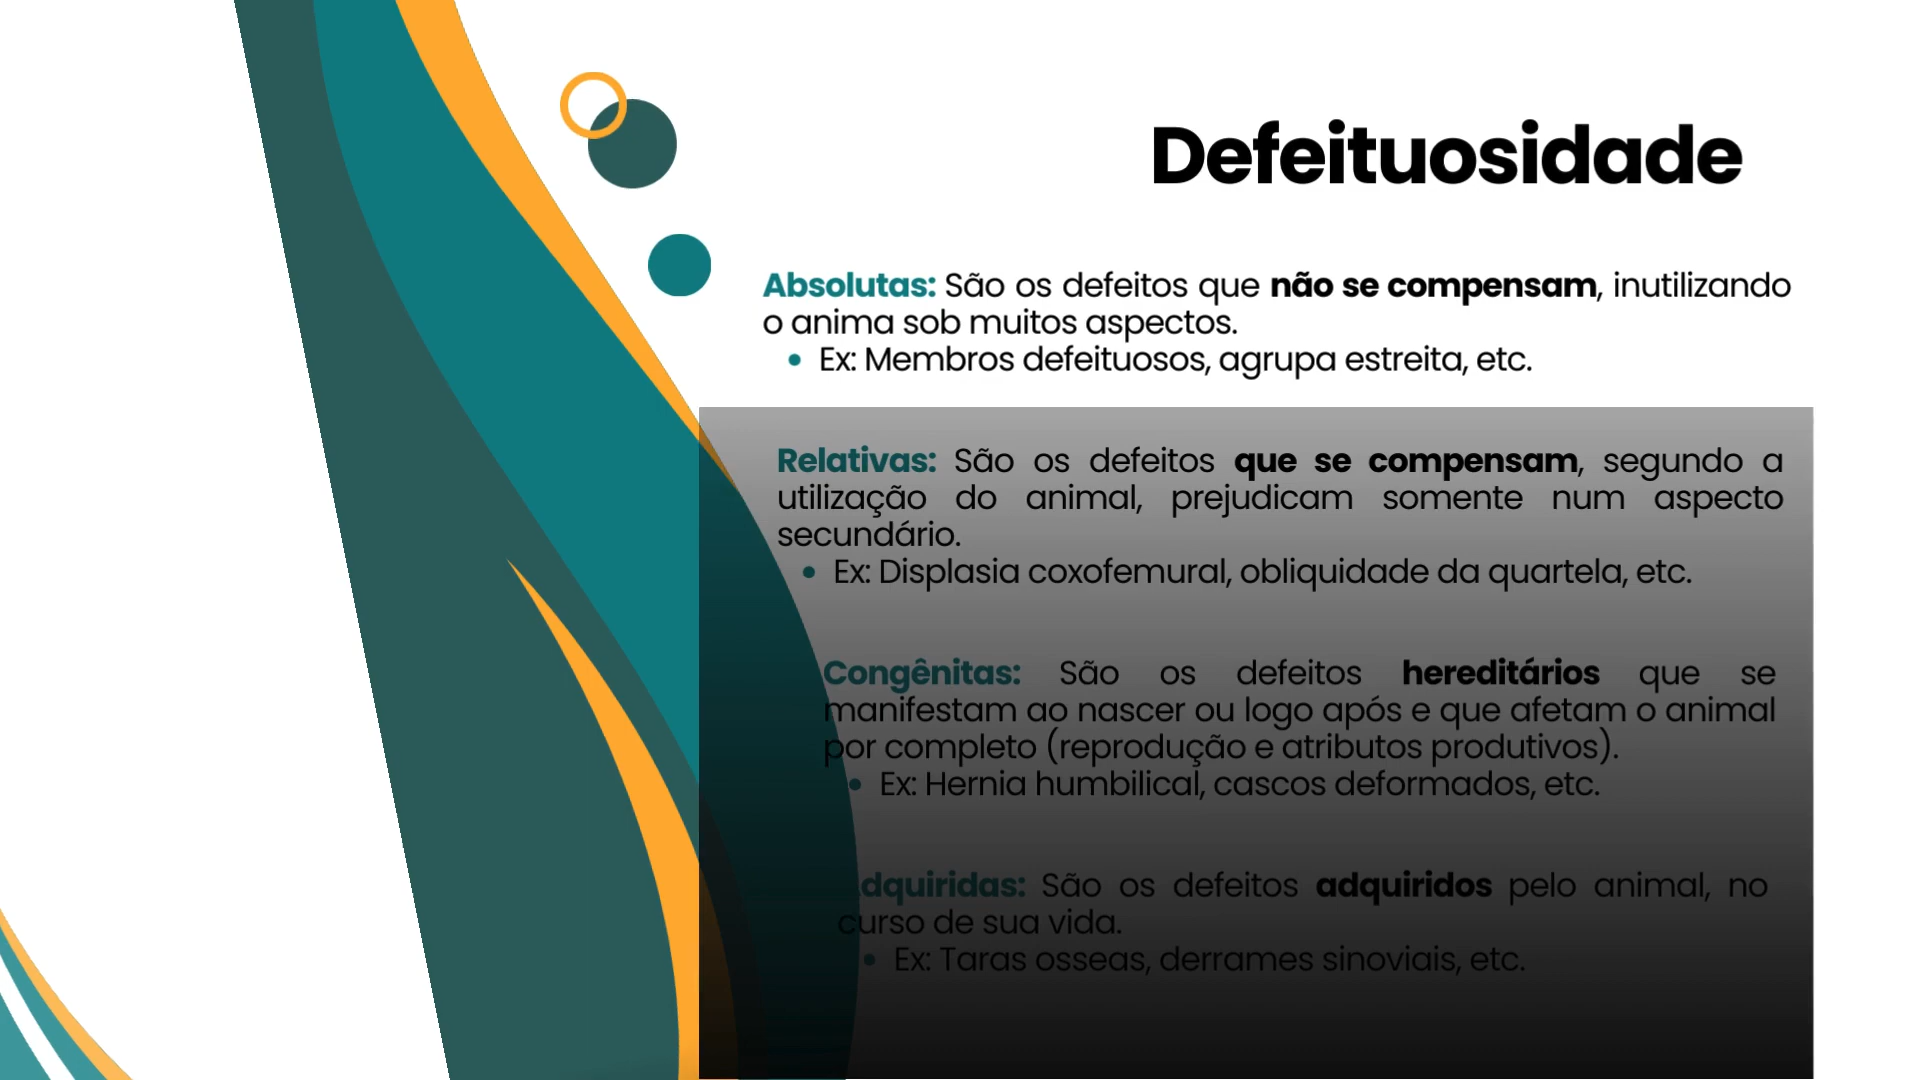 Defeituosidade
Absolutas: São os defeitos que não se compensam, inutilizando
o anima sob muitos aspectos.
• Ex: Membros defeituosos, agrupa estreita, etc.
Relativas: São os defeitos que se compensam, segundo a
utilização do animal, prejudicam somente num aspecto
secundário.
• Ex: Displasia coxofemural, obliquidade da quartela, etc.
Congênitas: São os defeitos hereditários que se
manifestam ao nascer ou logo após e que afetam o animal
por completo (reprodução e atributos produtivos).
• Ex: Hernia humbilical, cascos deformados, etc.
Adquiridas: São os defeitos adquiridos pelo animal, no
curso de sua vida.
• Ex: Taras osseas, derrames sinoviais, etc.